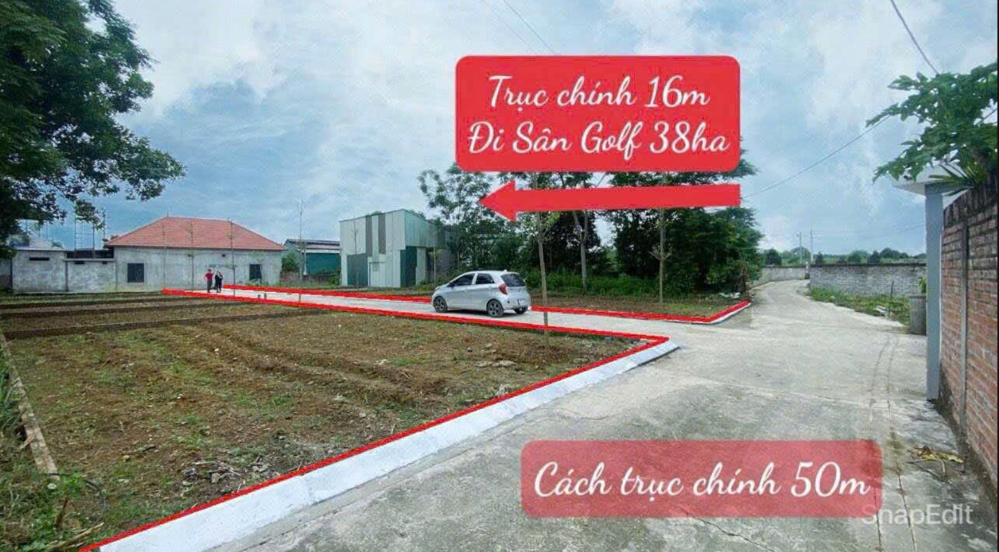 Trục chính 16m
Đi Sân Golf 38ha
Cách trục chính 50m
SnapEdit